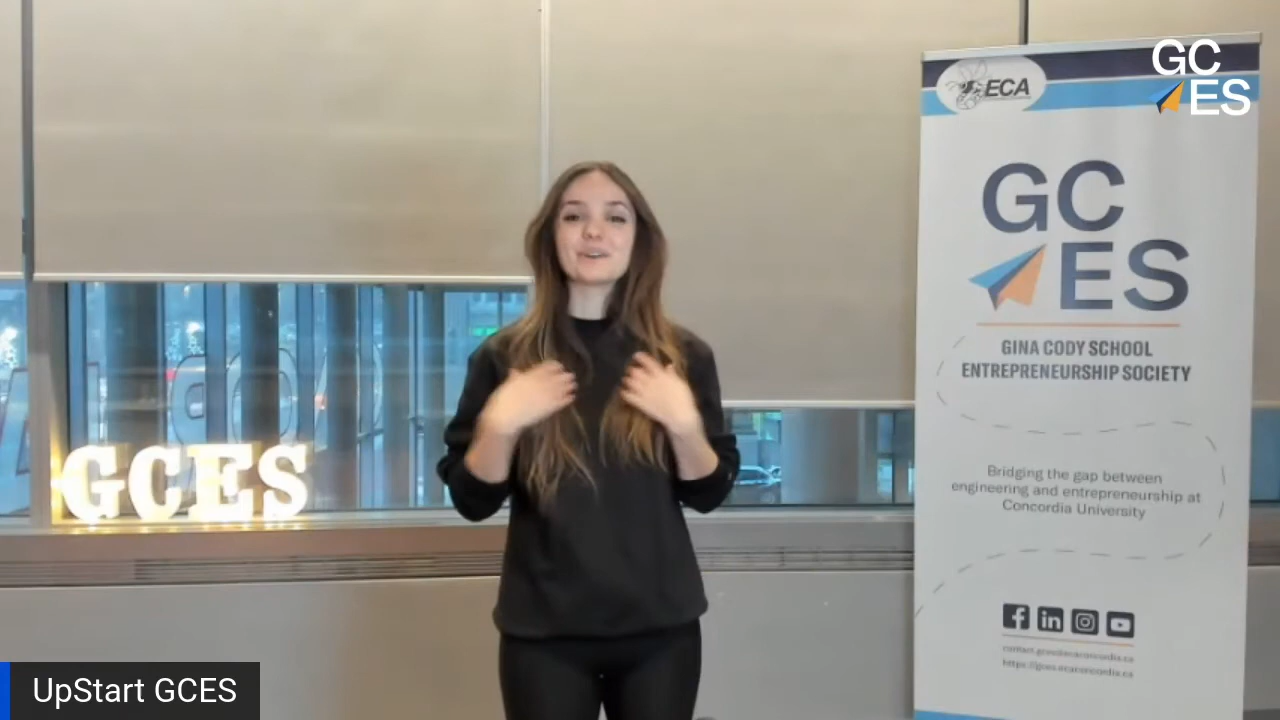 GC
ES
ECA
GC
ES
GINA CODY SCHOOL
ENTREPRENEURSHIP SOCIETY
Bridging the gap between
engineering and entrepreneurship at
Concordia University
GCES
UpStart GCES